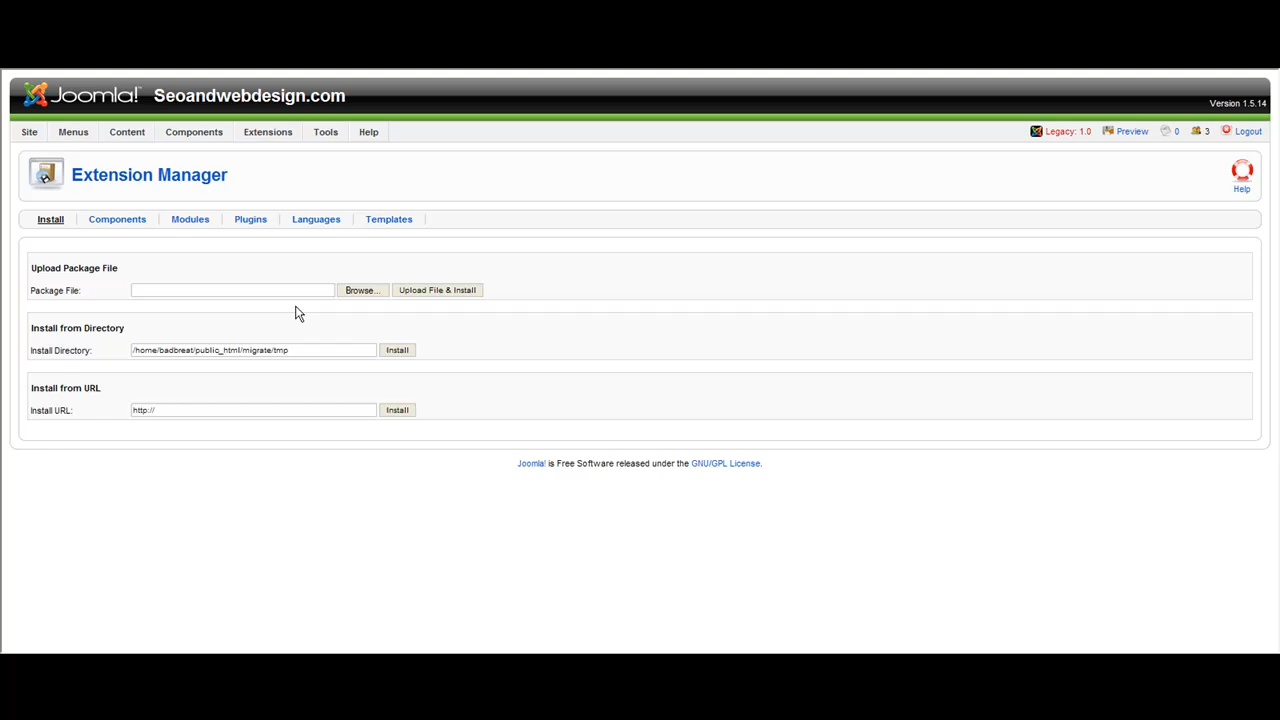 Joomla! Seoandwebdesign.com
Version 1.5.14
Site Menus Content Components Extensions Tools Help Legacy: 1.0 Preview 0 3 Logout
Extension Manager
Help
Install Components Modules Plugins Languages Templates
Upload Package File
Package File: Browse... Upload File & Install
Install from Directory
Install Directory: /home/badbreat/public_html/migrate/tmp Install
Install from URL
Install URL: http:// Install
Joomla! is Free Software released under the GNU/GPL License.